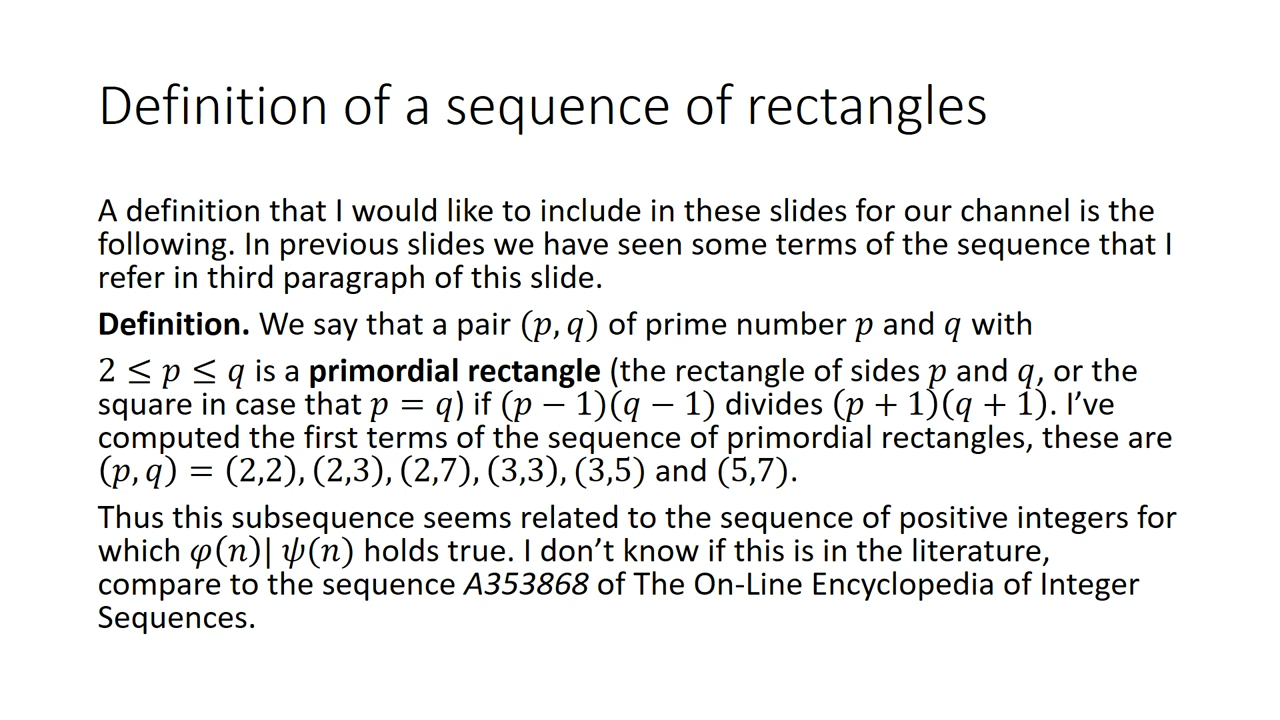 Definition of a sequence of rectangles
A definition that I would like to include in these slides for our channel is the
following. In previous slides we have seen some terms of the sequence that I
refer in third paragraph of this slide.
Definition. We say that a pair (p, q) of prime number p and q with
2 ≤ p ≤ q is a primordial rectangle (the rectangle of sides p and q, or the
square in case that p = q) if (p − 1)(q − 1) divides (p + 1)(q + 1). I’ve
computed the first terms of the sequence of primordial rectangles, these are
(p, q) = (2,2), (2,3), (2,7), (3,3), (3,5) and (5,7).
Thus this subsequence seems related to the sequence of positive integers for
which φ(n)| ψ(n) holds true. I don’t know if this is in the literature,
compare to the sequence A353868 of The On-Line Encyclopedia of Integer
Sequences.